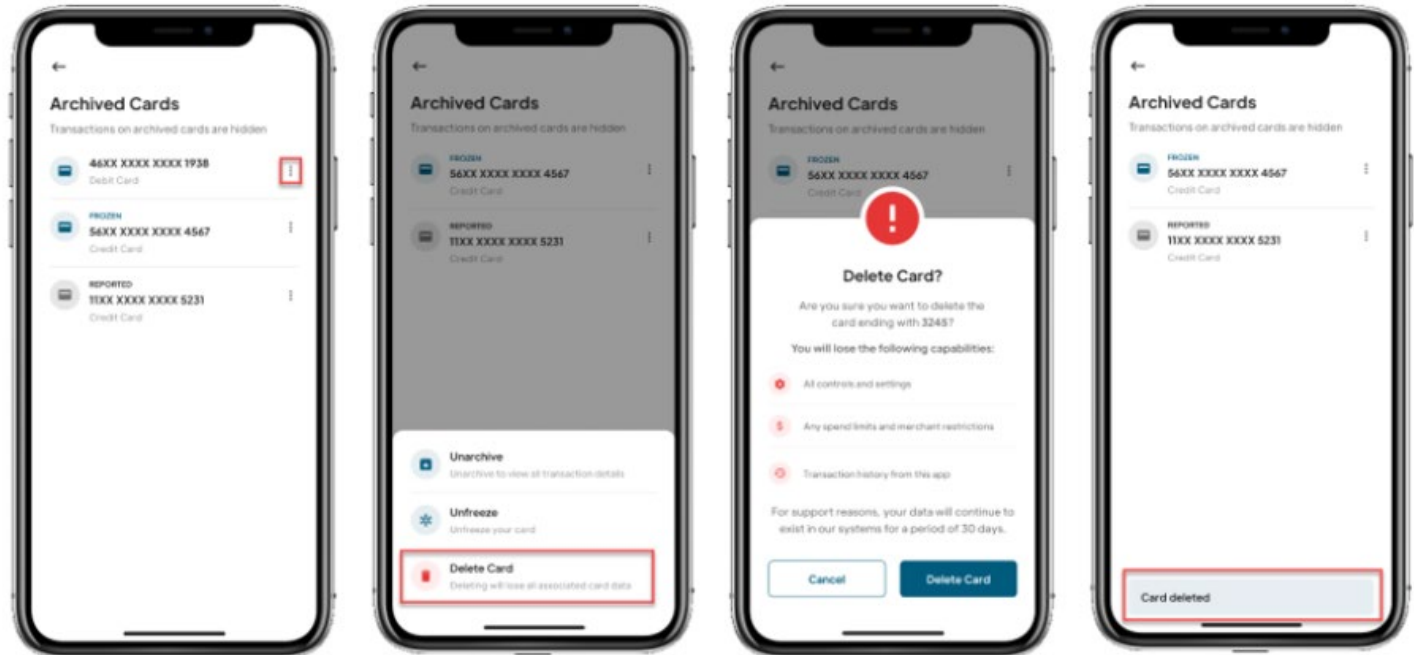 Archived Cards
Transactions on archived cards are hidden
46XX XXXX XXXX 1938
Debit Card
FROZEN
56XX XXXX XXXX 4567
Credit Card
REPORTED
11XX XXXX XXXX 5231
Credit Card
Archived Cards
Transactions on archived cards are hidden
FROZEN
56XX XXXX XXXX 4567
Credit Card
REPORTED
11XX XXXX XXXX 5231
Credit Card
Unarchive
Unarchive to view all transaction details
Unfreeze
Unfreeze your card
Delete Card
Deleting will lose all associated card data
Archived Cards
Transactions on archived cards are hidden
FROZEN
56XX XXXX XXXX 4567
Credit Card
!
Delete Card?
Are you sure you want to delete the
card ending with 3245?
You will lose the following capabilities:
All controls and settings
$ Any spend limits and merchant restrictions
Transaction history from this app
For support reasons, your data will continue to
exist in our systems for a period of 30 days.
Cancel
Delete Card
Archived Cards
Transactions on archived cards are hidden
FROZEN
56XX XXXX XXXX 4567
Credit Card
REPORTED
11XX XXXX XXXX 5231
Credit Card
Card deleted